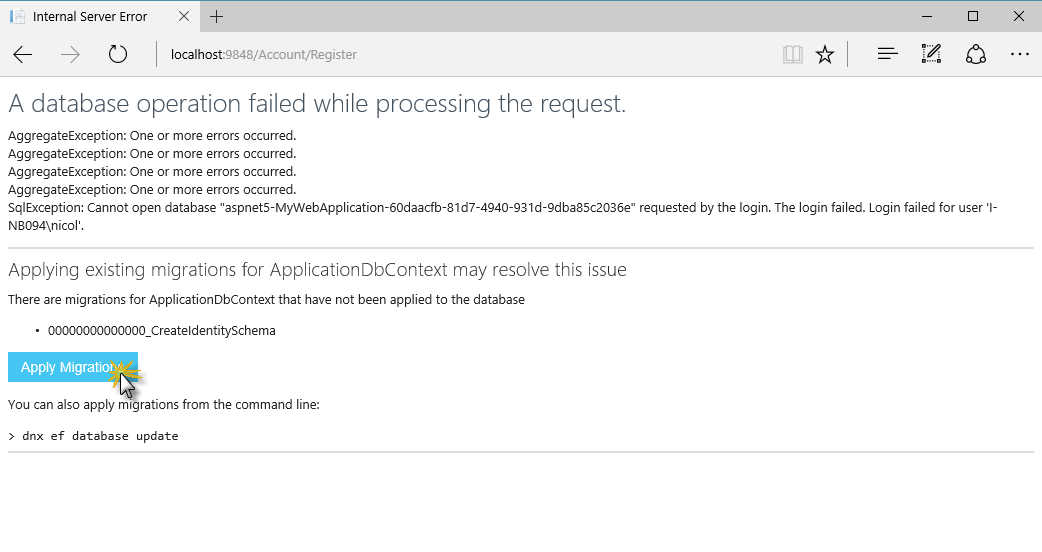 Internal Server Error
localhost:9848/Account/Register
A database operation failed while processing the request.
AggregateException: One or more errors occurred.
AggregateException: One or more errors occurred.
AggregateException: One or more errors occurred.
AggregateException: One or more errors occurred.
SqlException: Cannot open database "aspnet5-MyWebApplication-60daacfb-81d7-4940-931d-9dba85c2036e" requested by the login. The login failed. Login failed for user 'I-
NB094\nicol'.
Applying existing migrations for ApplicationDbContext may resolve this issue
There are migrations for ApplicationDbContext that have not been applied to the database
• 00000000000000_CreateIdentitySchema
Apply Migrations
You can also apply migrations from the command line:
> dnx ef database update